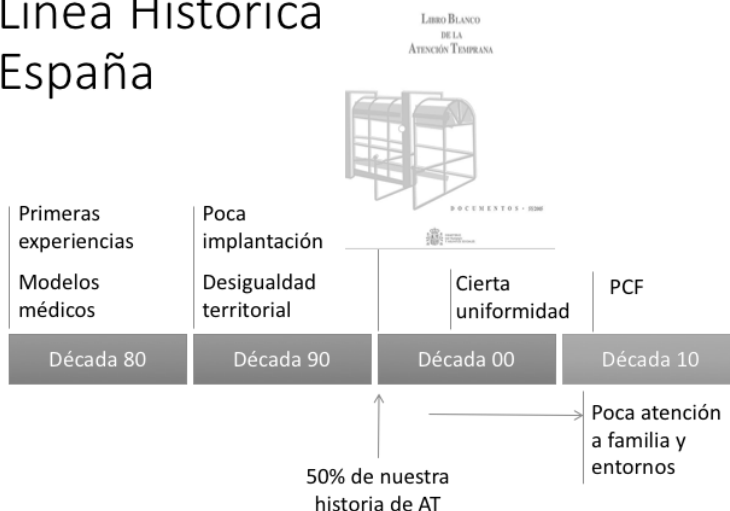 Línea Histórica
España
LIBRO BLANCO
DE LA
ATENCIÓN TEMPRANA
DOCUMENTOS - 55/2005
Primeras
experiencias
Modelos
médicos
Poca
implantación
Desigualdad
territorial
Cierta
uniformidad
PCF
Década 80
Década 90
Década 00
Década 10
Poca atención
a familia y
entornos
50% de nuestra
historia de AT